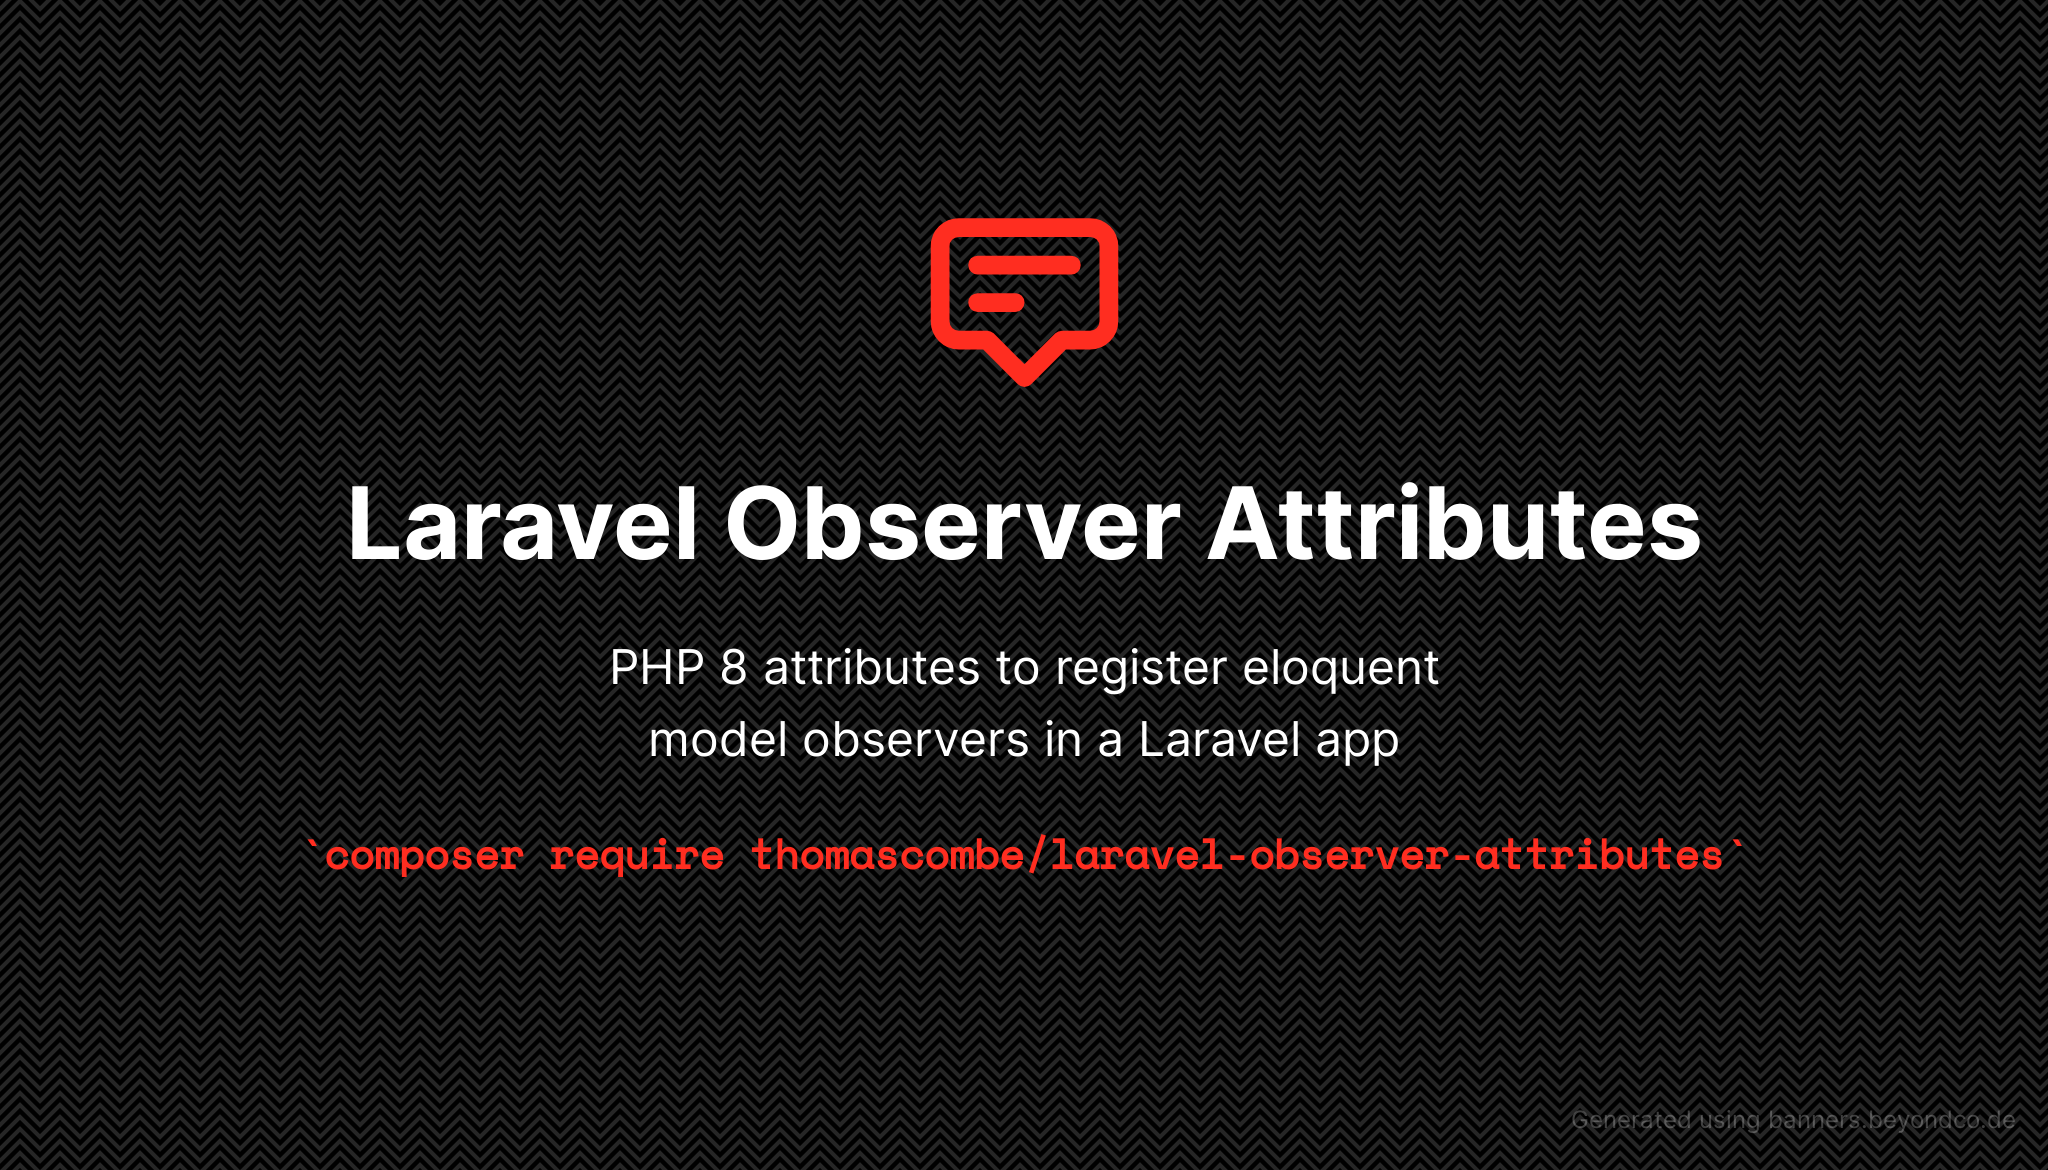 Laravel Observer Attributes
PHP 8 attributes to register eloquent
model observers in a Laravel app
`composer require thomascombe/laravel-observer-attributes`
Generated using banners.beyondco.de